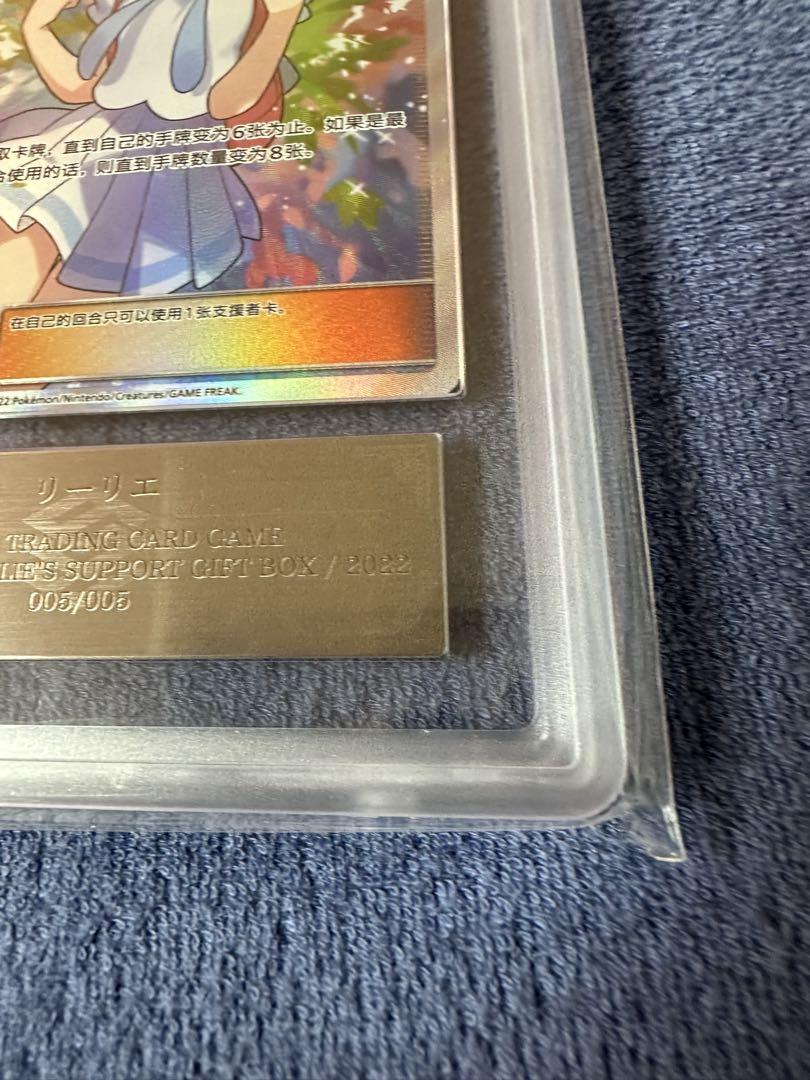 取卡牌，直到自己的手牌变为6张为止。如果是最
合使用的话，则直到手牌数量变为8张。
在自己的回合只可以使用1张支援者卡。
22 Pokémon/Nintendo/Creatures/GAME FREAK.
リーリエ
TRADING CARD GAME
LIE'S SUPPORT GIFT BOX / 2022
005/005